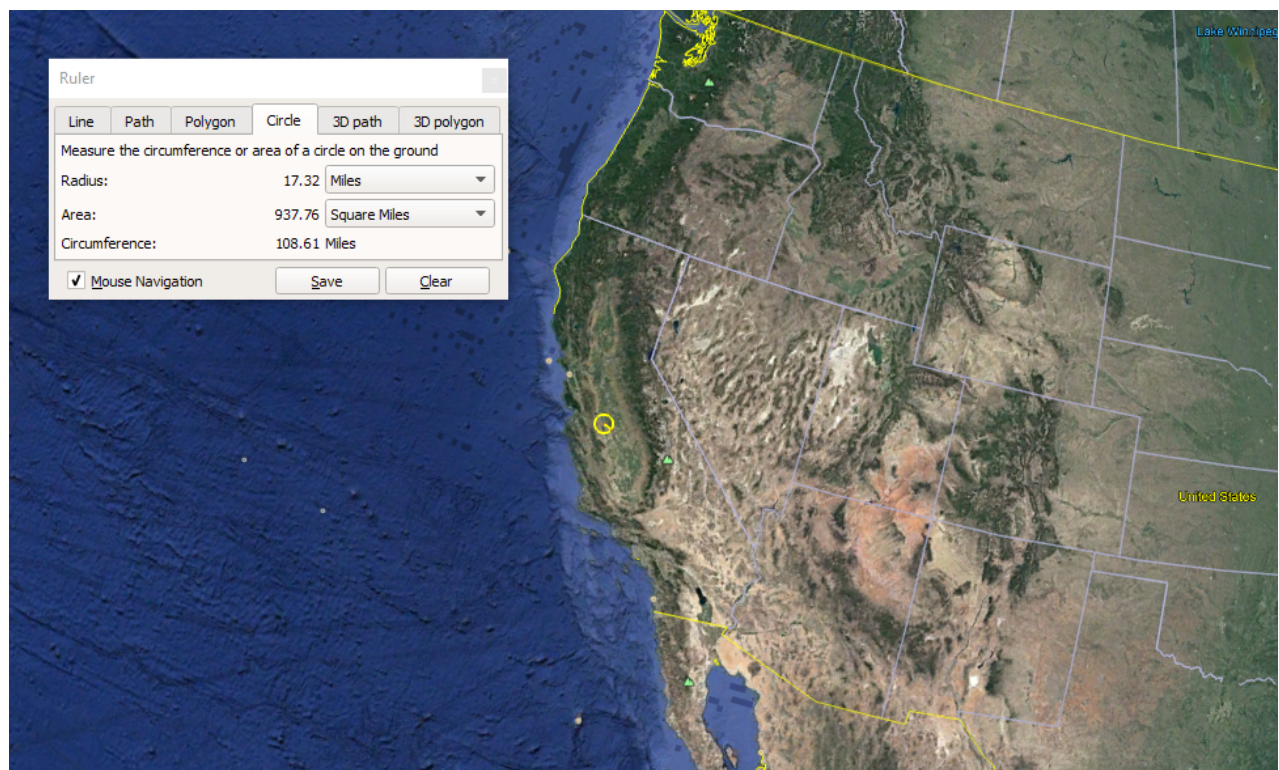 Lake Winnipeg
Ruler
Line Path Polygon Circle 3D path 3D polygon
Measure the circumference or area of a circle on the ground
Radius: 17.32 Miles
Area: 937.76 Square Miles
Circumference: 108.61 Miles
Mouse Navigation Save Clear
United States